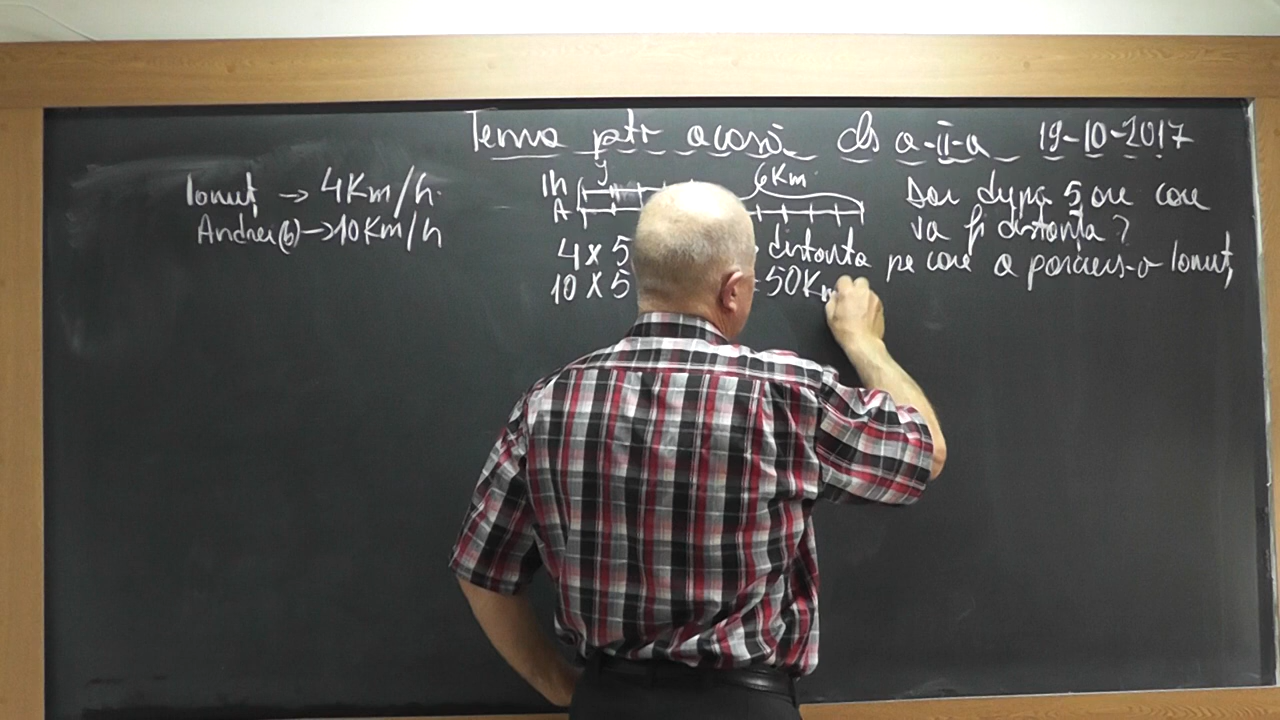 Tema ptr acasă cls a-II-a 19-10-2017
Ionuț → 4Km/h.
Andrei(b) → 10Km/h
1h
6Km.
A
Dar după 5 ore care
va fi distanța?
4 x 5 distanta pe care a parcurs-o Ionuț,
10 x 5 = 50Km